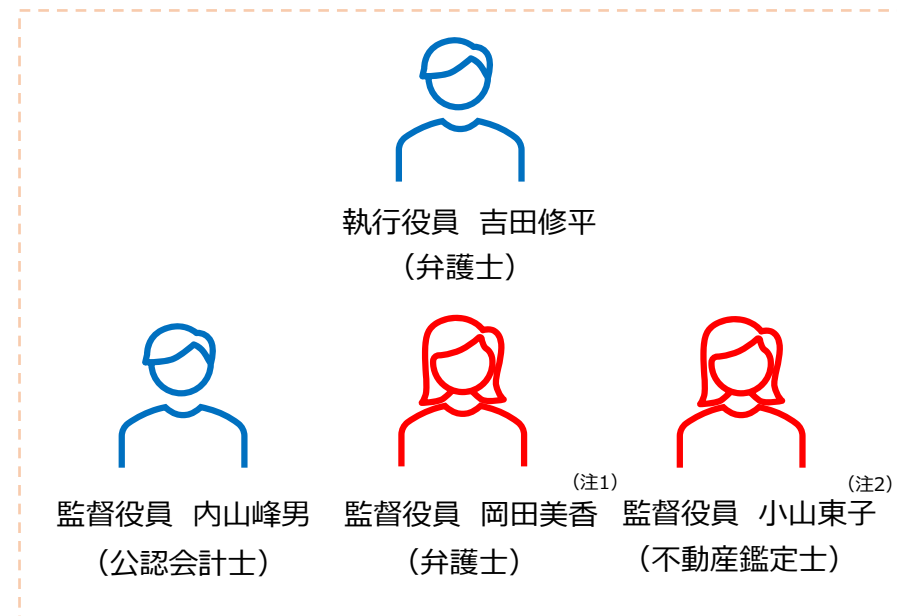 執行役員 吉田修平
（弁護士）
（注1）
（注2）
監督役員 内山峰男
監督役員 岡田美香
監督役員 小山東子
（公認会計士）
（弁護士）
（不動産鑑定士）